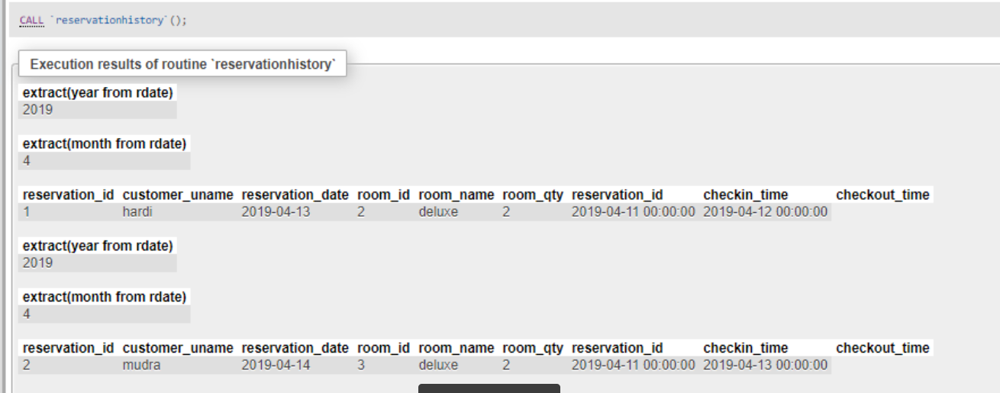 CALL `reservationhistory`();
Execution results of routine `reservationhistory`
extract(year from rdate)
2019
extract(month from rdate)
4
reservation_id customer_uname reservation_date room_id room_name room_qty reservation_id checkin_time checkout_time
1 hardi 2019-04-13 2 deluxe 2 2019-04-11 00:00:00 2019-04-12 00:00:00
extract(year from rdate)
2019
extract(month from rdate)
4
reservation_id customer_uname reservation_date room_id room_name room_qty reservation_id checkin_time checkout_time
2 mudra 2019-04-14 3 deluxe 2 2019-04-11 00:00:00 2019-04-13 00:00:00